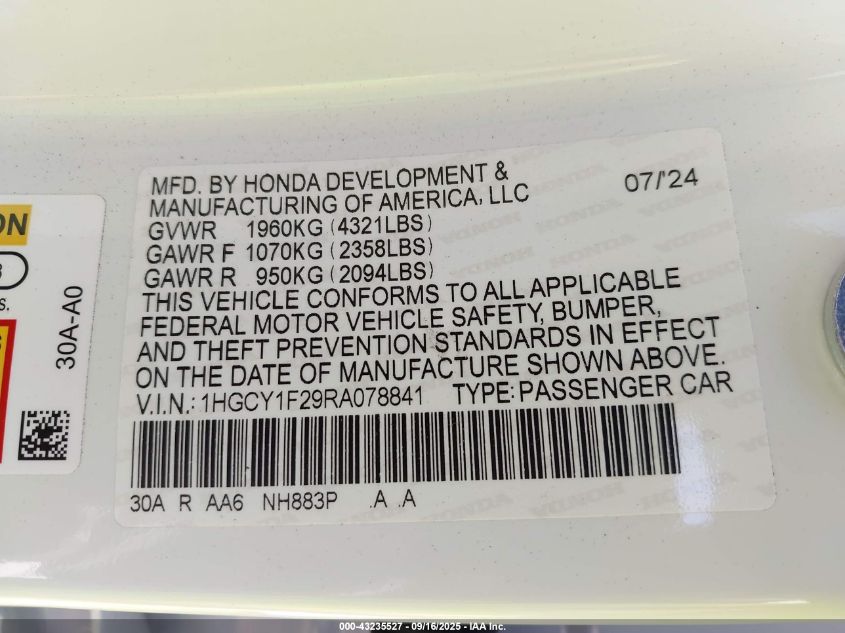 MFD. BY HONDA DEVELOPMENT &
MANUFACTURING OF AMERICA, LLC
07/'24
GVWR 1960KG (4321LBS)
GAWR F 1070KG (2358LBS)
GAWR R 950KG (2094LBS)
THIS VEHICLE CONFORMS TO ALL APPLICABLE
FEDERAL MOTOR VEHICLE SAFETY, BUMPER,
AND THEFT PREVENTION STANDARDS IN EFFECT
ON THE DATE OF MANUFACTURE SHOWN ABOVE.
V.I.N.: 1HGCY1F29RA078841 TYPE: PASSENGER CAR
30A R AA6 NH883P .A .A
30A-A0
000-43235527 - 09/16/2025 - IAA Inc.